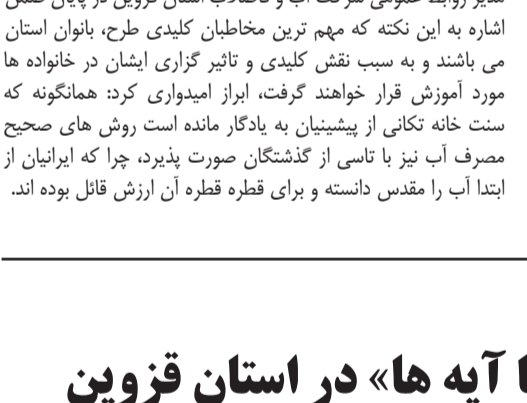 مدیر روابط عمومی شرکت آب و فاضلاب استان قزوین در پایان ضمن
اشاره به این نکته که مهم ترین مخاطبان کلیدی طرح، بانوان استان
می باشند و به سبب نقش کلیدی و تاثیر گزاری ایشان در خانواده ها
مورد آموزش قرار خواهند گرفت، ابراز امیدواری کرد: همانگونه که
سنت خانه تکانی از پیشینیان به یادگار مانده است روش های صحیح
مصرف آب نیز با تاسی از گذشتگان صورت پذیرد، چرا که ایرانیان از
ابتدا آب را مقدس دانسته و برای قطره قطره آن ارزش قائل بوده اند.
ا آیه ها» در استان قزوین